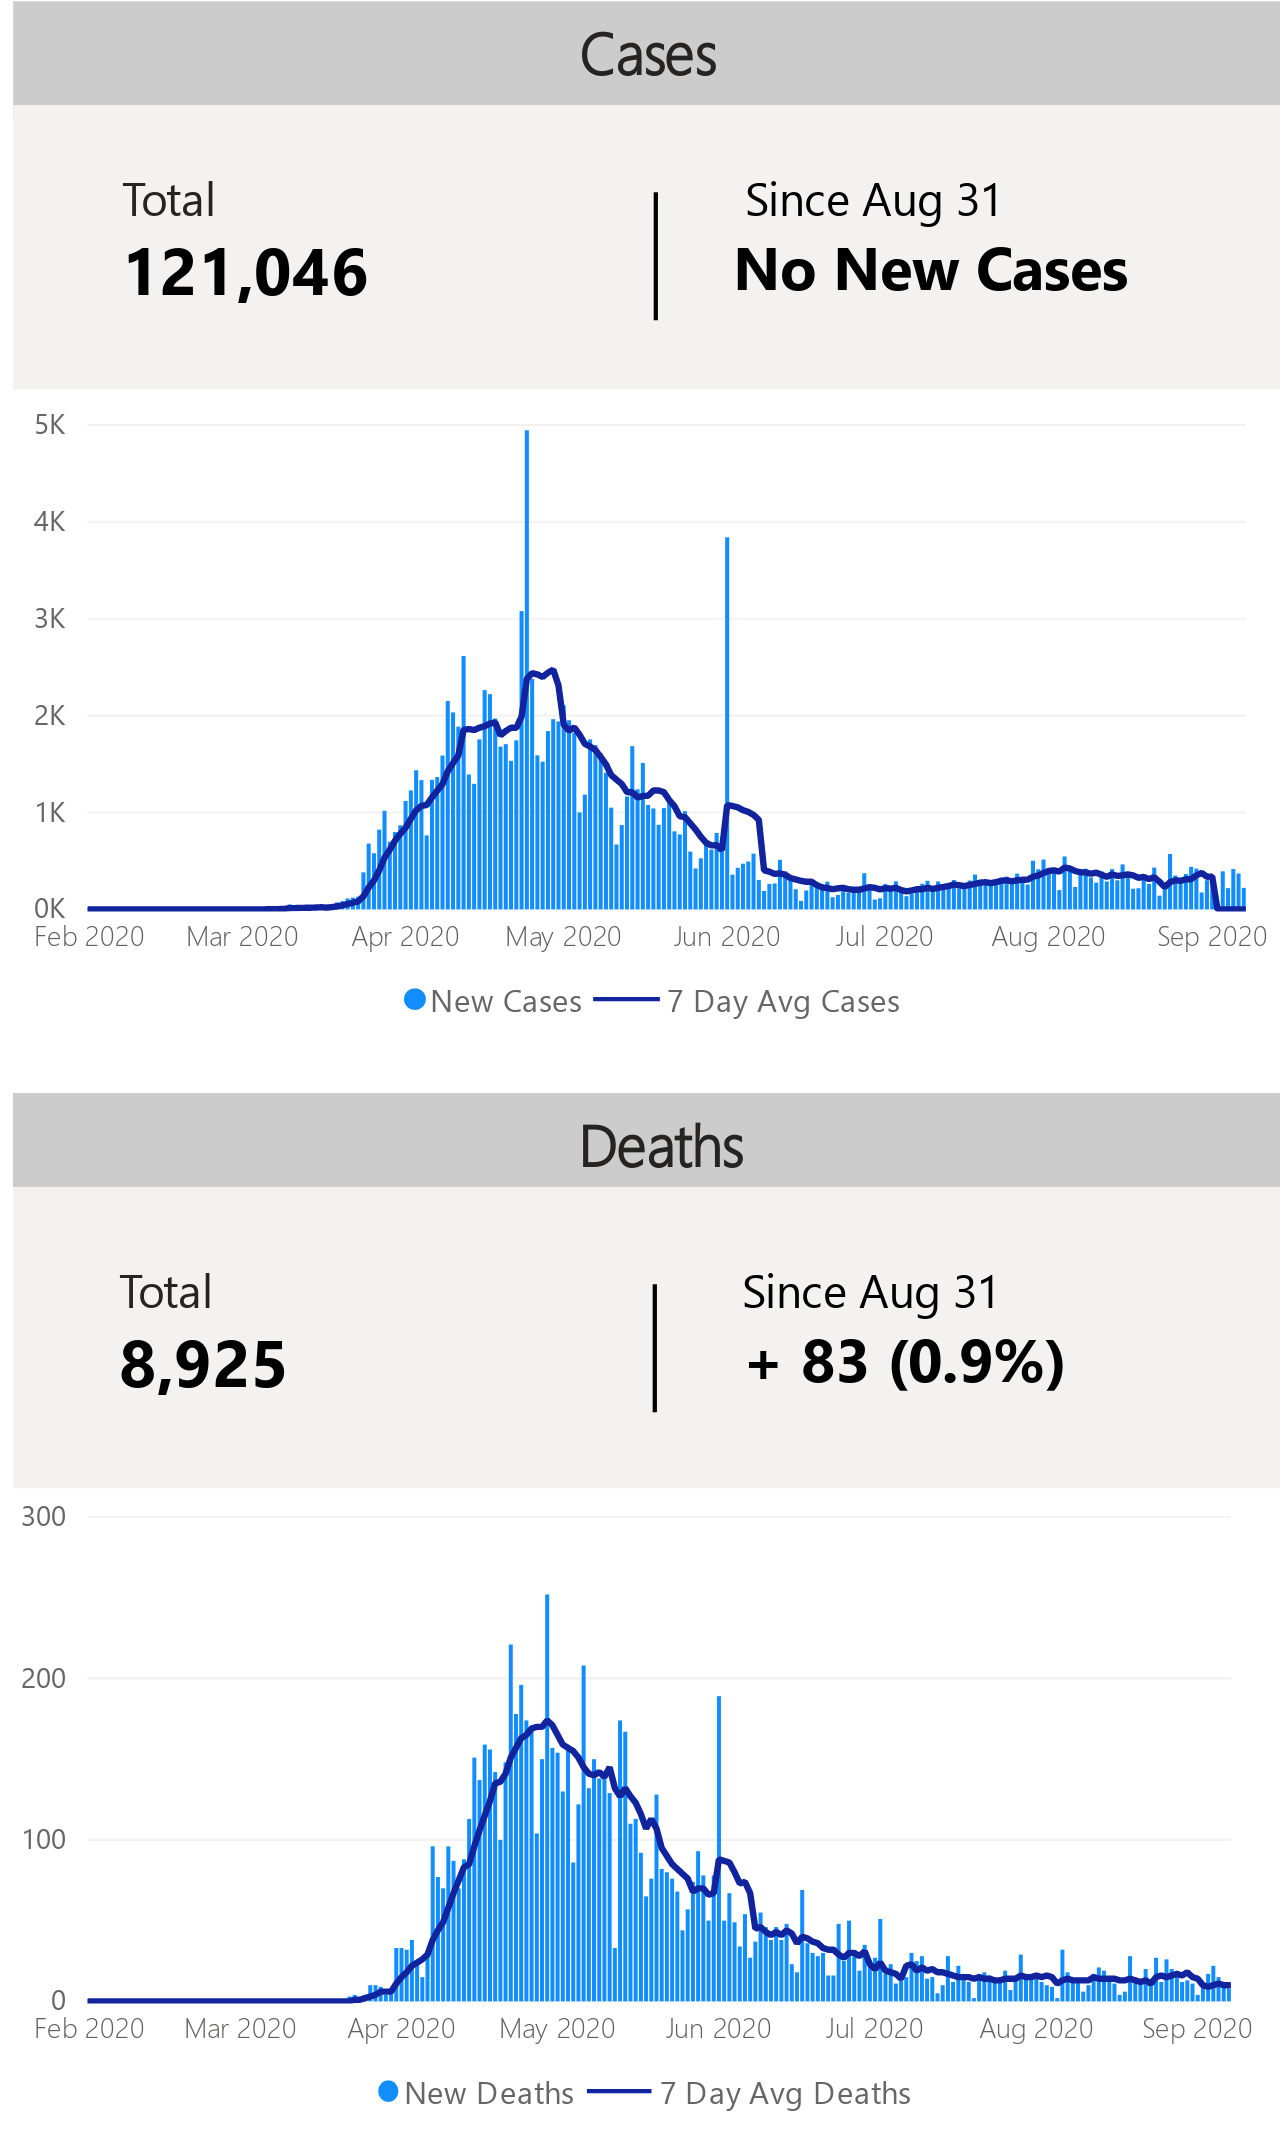 Cases
Total
Since Aug 31
121,046
No New Cases
5K
4K
3K
2K
1K
0K
Feb 2020
Mar 2020
Apr 2020
May 2020
Jun 2020
Jul 2020
Aug 2020
Sep 2020
New Cases
7 Day Avg Cases
Deaths
Total
Since Aug 31
8,925
+ 83 (0.9%)
300
200
100
0
Feb 2020
Mar 2020
Apr 2020
May 2020
Jun 2020
Jul 2020
Aug 2020
Sep 2020
New Deaths
7 Day Avg Deaths